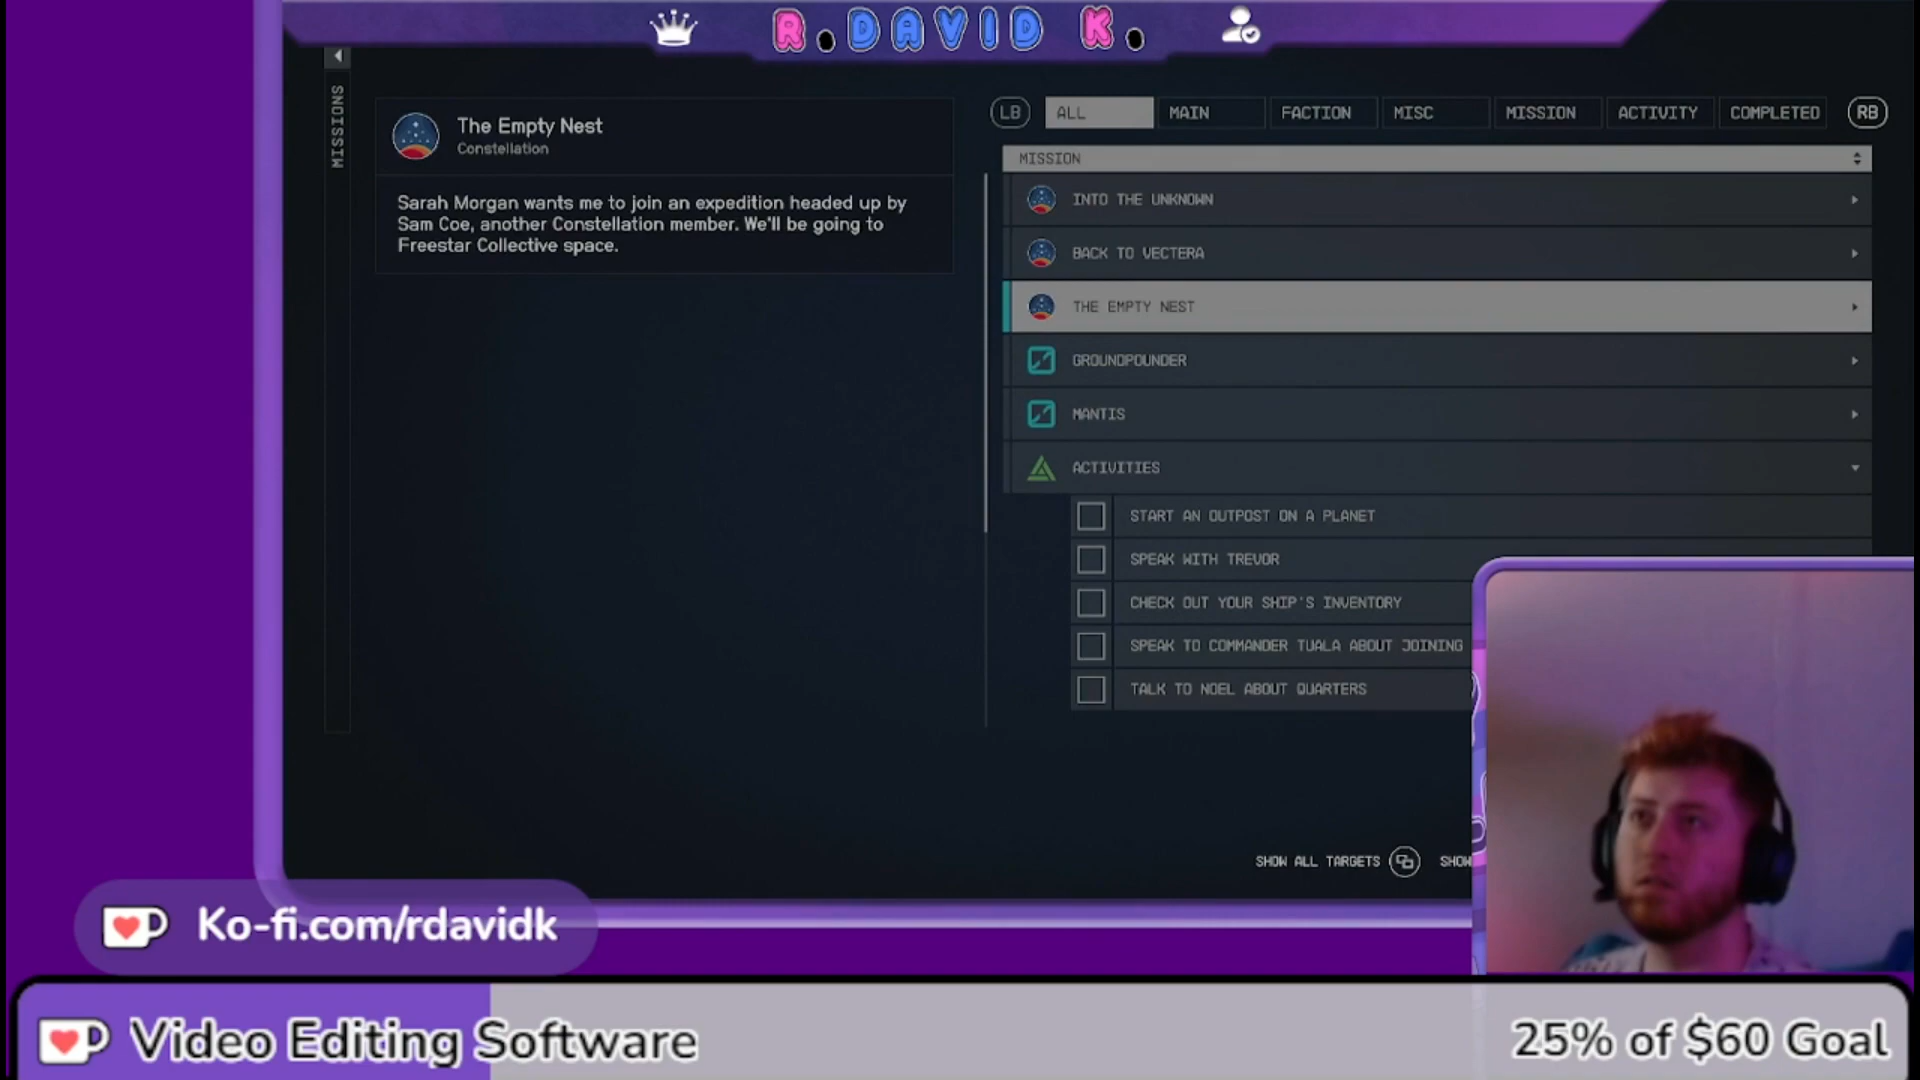 R.DAVID K.
MISSIONS
The Empty Nest
Constellation
Sarah Morgan wants me to join an expedition headed up by
Sam Coe, another Constellation member. We'll be going to
Freestar Collective space.
LB ALL MAIN FACTION MISC MISSION ACTIVITY COMPLETED RB
MISSION
INTO THE UNKNOWN
BACK TO VECTERA
THE EMPTY NEST
GROUNDPOUNDER
MANTIS
ACTIVITIES
START AN OUTPOST ON A PLANET
SPEAK WITH TREVOR
CHECK OUT YOUR SHIP'S INVENTORY
SPEAK TO COMMANDER TUALA ABOUT JOINING
TALK TO NOEL ABOUT QUARTERS
SHOW ALL TARGETS SHOW
Ko-fi.com/rdavidk
Video Editing Software 25% of $60 Goal